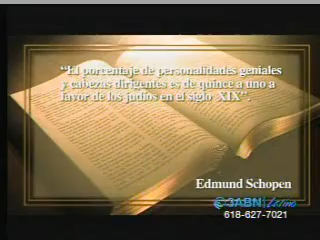 “El porcentaje de personalidades geniales
y cabezas dirigentes es de quince a uno a
favor de los judios en el siglo XIX”.
Edmund Schopen
3ABN Latino
618-627-7021